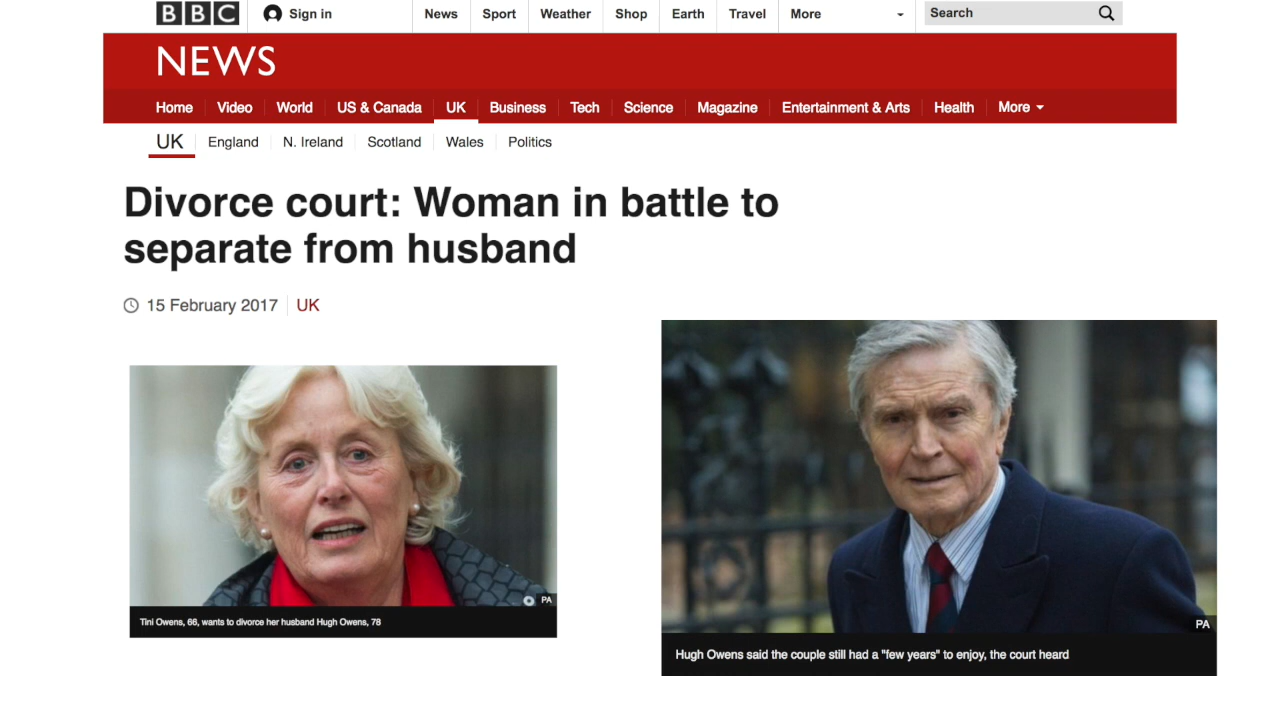 BBC Sign in News Sport Weather Shop Earth Travel More Search
NEWS
Home Video World US & Canada UK Business Tech Science Magazine Entertainment & Arts Health More
UK England N. Ireland Scotland Wales Politics
Divorce court: Woman in battle to
separate from husband
15 February 2017 UK
PA
Tini Owens, 66, wants to divorce her husband Hugh Owens, 78
PA
Hugh Owens said the couple still had a "few years" to enjoy, the court heard